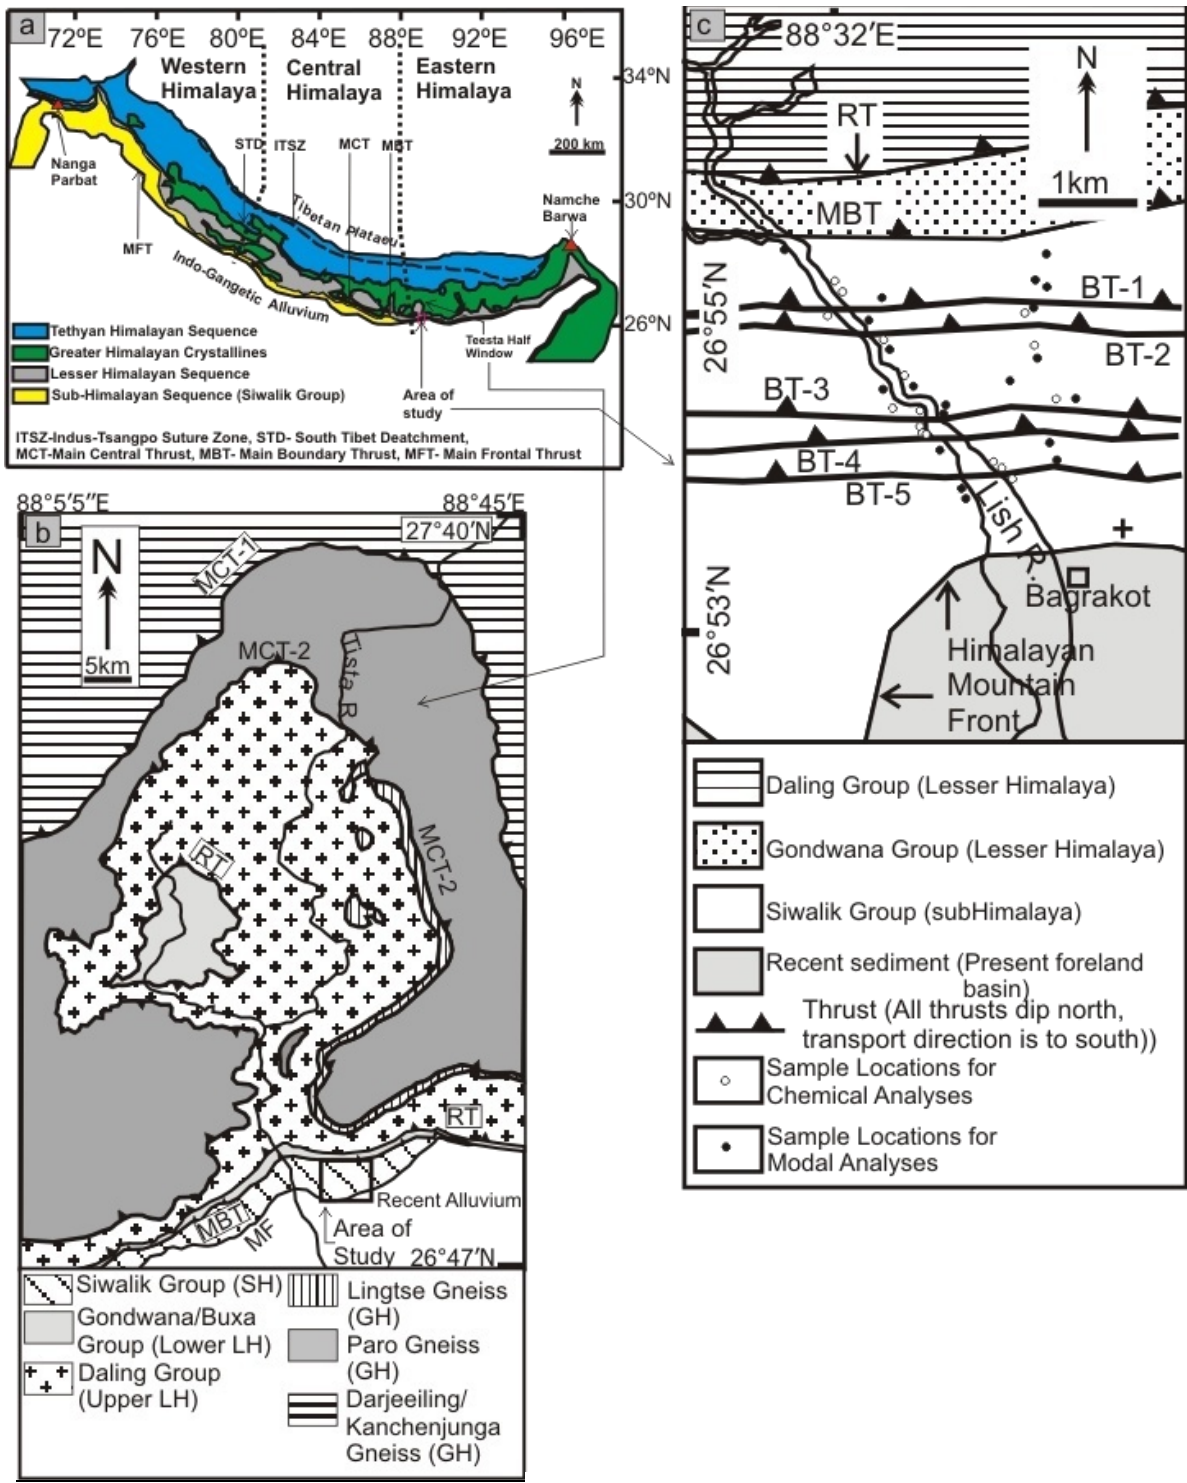 a
72°E 76°E 80°E 84°E 88°E 92°E 96°E
Western
Himalaya
Central
Himalaya
Eastern
Himalaya
34ºN
N
200 km
STD ITSZ MCT MBT
Nanga
Parbat
30ºN
Namche
Barwa
Tibetan Plataeu
MFT
Indo-Gangetic Alluvium
26ºN
Teesta Half
Window
Tethyan Himalayan Sequence
Greater Himalayan Crystallines
Lesser Himalayan Sequence
Sub-Himalayan Sequence (Siwalik Group)
Area of
study
ITSZ-Indus-Tsangpo Suture Zone, STD- South Tibet Deatchment,
MCT-Main Central Thrust, MBT- Main Boundary Thrust, MFT- Main Frontal Thrust
88°5′5″E 88°45′E
b
27°40′N
N
5km
MCT-1
MCT-2
Tista R
MCT-2
RT
RT
Recent Alluvium
MBT
MF
Area of
Study
26°47′N
Siwalik Group (SH)
Gondwana/Buxa
Group (Lower LH)
Daling Group
(Upper LH)
Lingtse Gneiss
(GH)
Paro Gneiss
(GH)
Darjeeiling/
Kanchenjunga
Gneiss (GH)
c
88°32′E
N
RT
1km
MBT
26°55′N
BT-1
BT-2
BT-3
BT-4
BT-5
Lish R.
Bagrakot
26°53′N
Himalayan
Mountain
Front
Daling Group (Lesser Himalaya)
Gondwana Group (Lesser Himalaya)
Siwalik Group (subHimalaya)
Recent sediment (Present foreland
basin)
Thrust (All thrusts dip north,
transport direction is to south))
Sample Locations for
Chemical Analyses
Sample Locations for
Modal Analyses